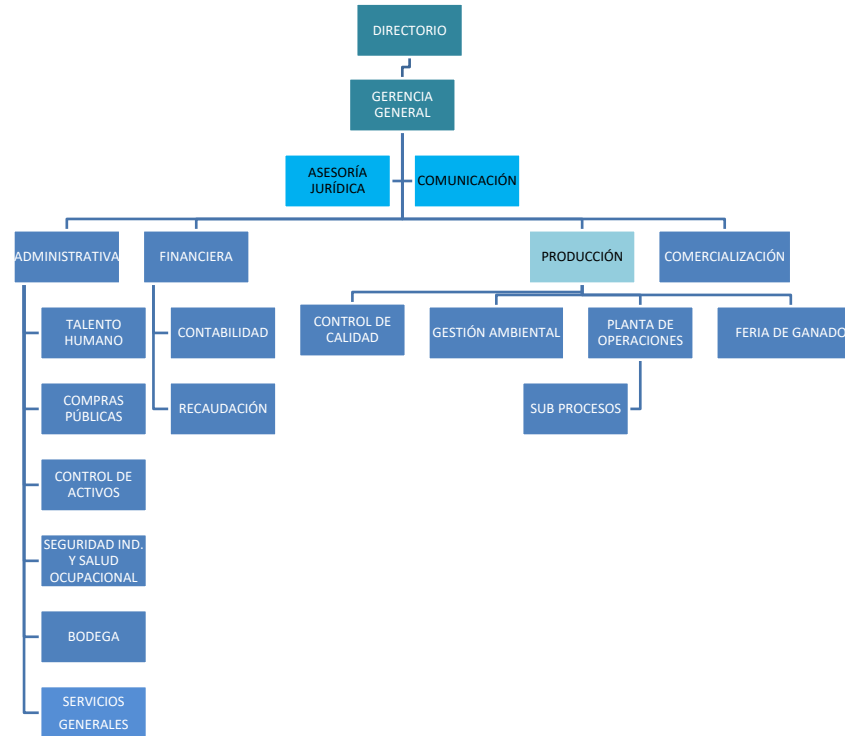 DIRECTORIO
GERENCIA
GENERAL
ASESORÍA
JURÍDICA
COMUNICACIÓN
ADMINISTRATIVA
FINANCIERA
PRODUCCIÓN
COMERCIALIZACIÓN
TALENTO
HUMANO
CONTABILIDAD
CONTROL DE
CALIDAD
GESTIÓN AMBIENTAL
PLANTA DE
OPERACIONES
FERIA DE GANADO
COMPRAS
PÚBLICAS
RECAUDACIÓN
SUB PROCESOS
CONTROL DE
ACTIVOS
SEGURIDAD IND.
Y SALUD
OCUPACIONAL
BODEGA
SERVICIOS
GENERALES